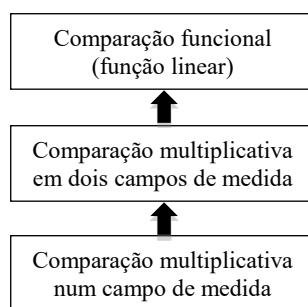 Comparação funcional
(função linear)
Comparação multiplicativa
em dois campos de medida
Comparação multiplicativa
num campo de medida